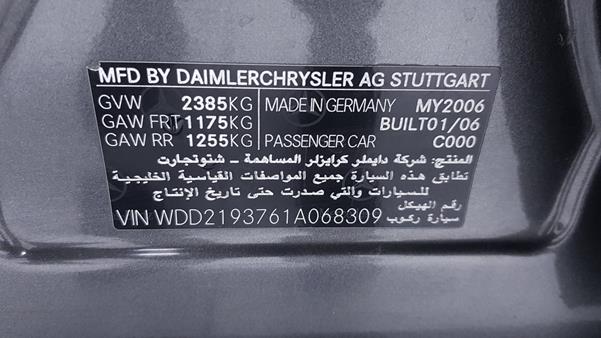 MFD BY DAIMLERCHRYSLER AG STUTTGART
GVW 2385KG MADE IN GERMANY MY2006
GAW FRT 1175KG BUILT01/06
GAW RR 1255KG PASSENGER CAR C000
المنتج: شركة دايملر كرايزلر المساهمة – شتوتجارت
تطابق هذه السيارة جميع المواصفات القياسية الخليجية
للسيارات والتي صدرت حتى تاريخ الإنتاج
رقم الهيكل
VIN WDD2193761A068309 سيارة ركوب